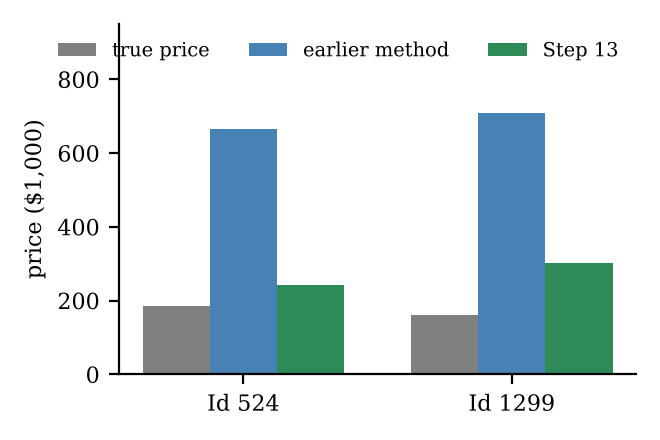 true price earlier method Step 13
800
600
400
200
0
price ($1,000)
Id 524 Id 1299